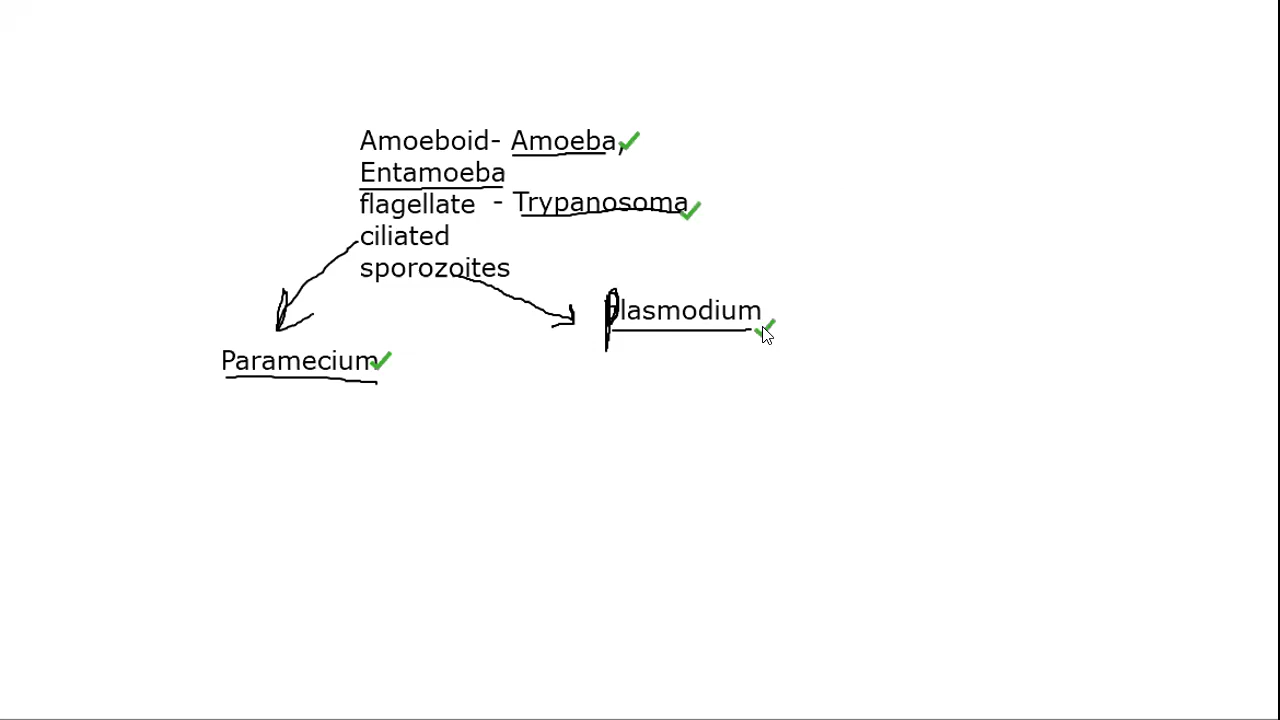 Amoeboid- Amoeba,
Entamoeba
flagellate - Trypanosoma
ciliated
sporozoites
plasmodium
Paramecium